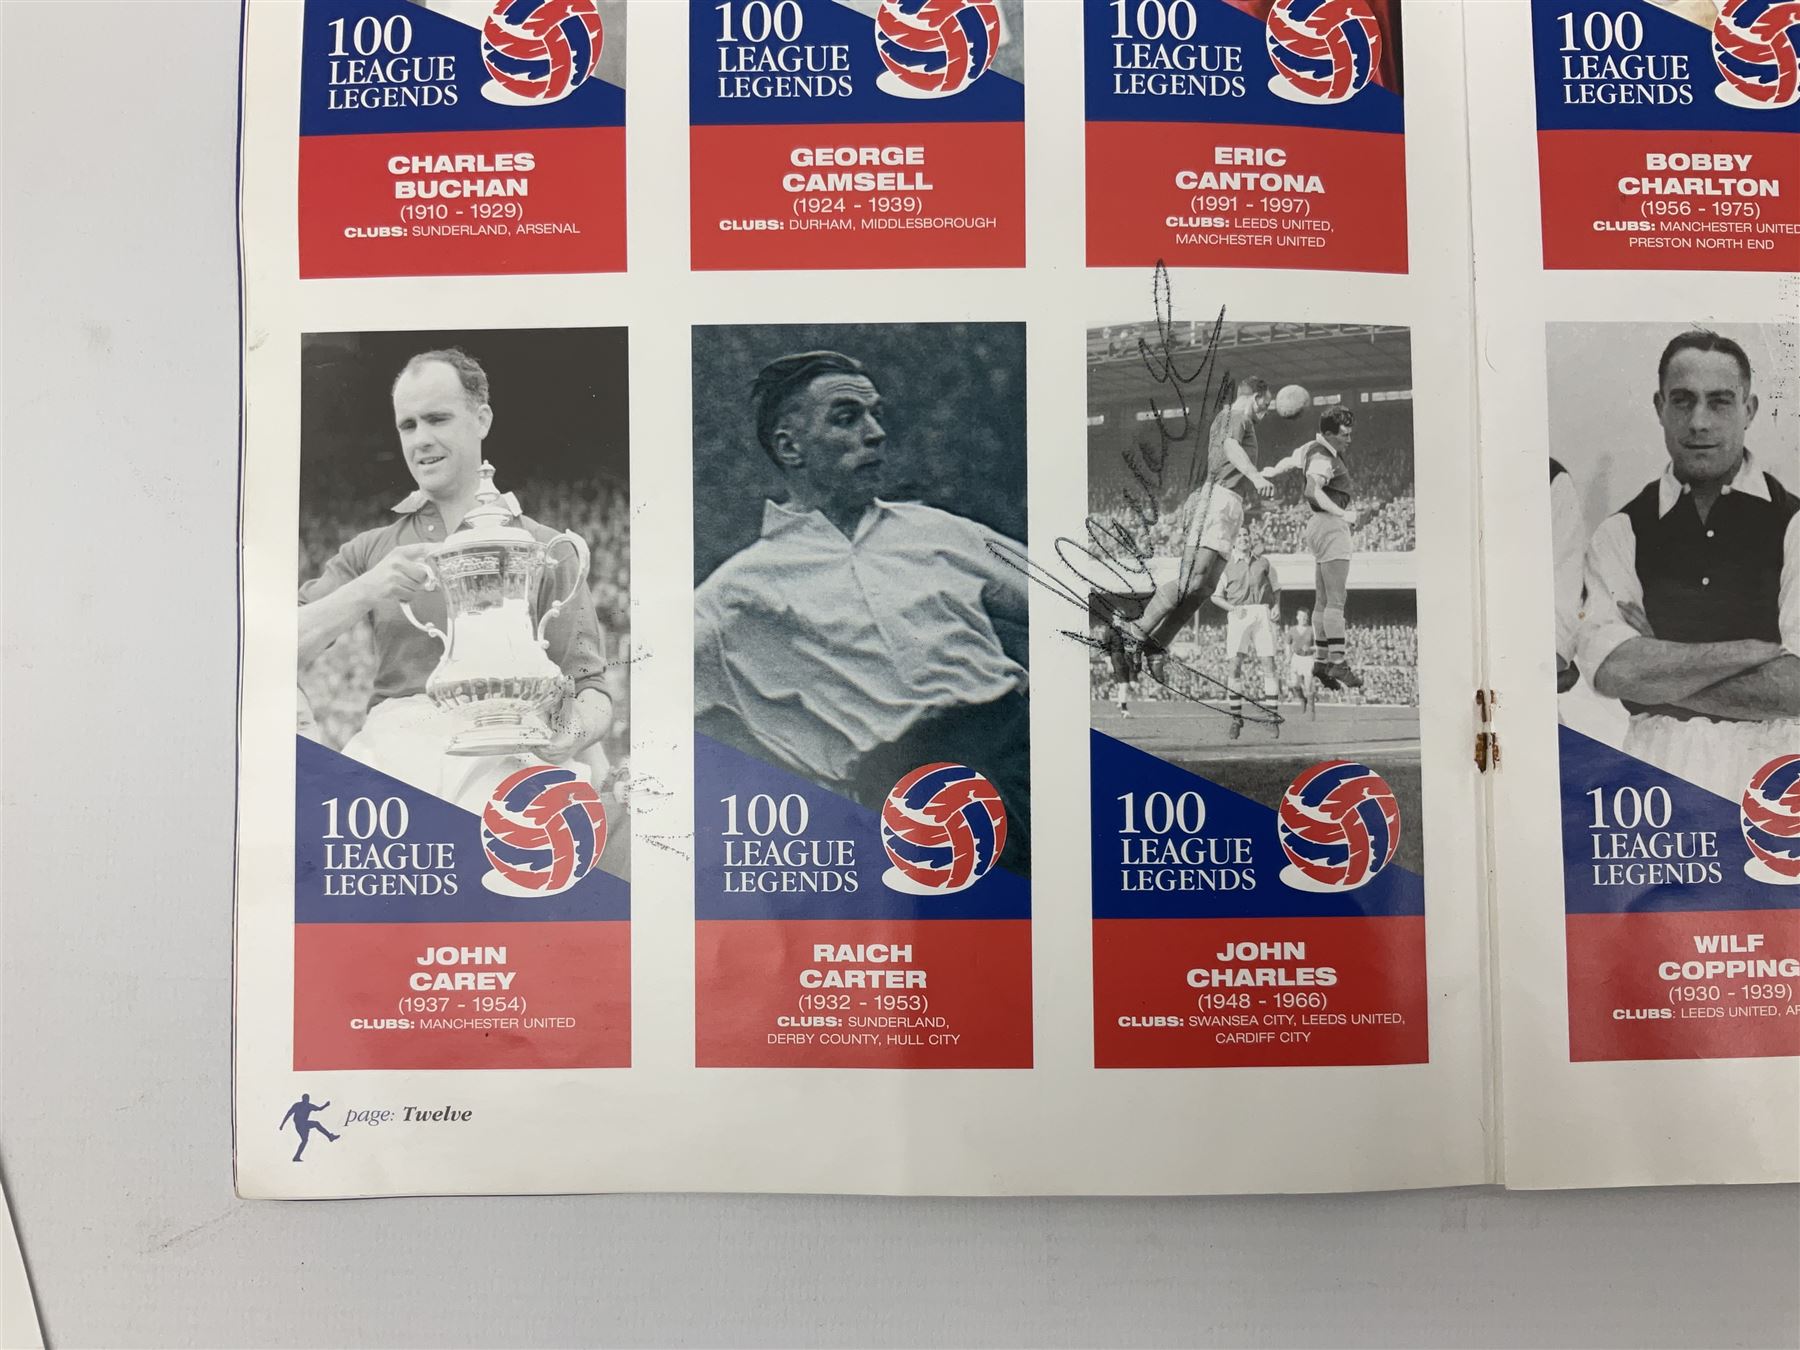 100
LEAGUE
LEGENDS
CHARLES
BUCHAN
(1910 - 1929)
CLUBS: SUNDERLAND, ARSENAL
100
LEAGUE
LEGENDS
GEORGE
CAMSELL
(1924 - 1939)
CLUBS: DURHAM, MIDDLESBOROUGH
100
LEAGUE
LEGENDS
ERIC
CANTONA
(1991 - 1997)
CLUBS: LEEDS UNITED,
MANCHESTER UNITED
100
LEAGUE
LEGENDS
BOBBY
CHARLTON
(1956 - 1975)
CLUBS: MANCHESTER UNITED
PRESTON NORTH END
100
LEAGUE
LEGENDS
JOHN
CAREY
(1937 - 1954)
CLUBS: MANCHESTER UNITED
100
LEAGUE
LEGENDS
RAICH
CARTER
(1932 - 1953)
CLUBS: SUNDERLAND,
DERBY COUNTY, HULL CITY
100
LEAGUE
LEGENDS
JOHN
CHARLES
(1948 - 1966)
CLUBS: SWANSEA CITY, LEEDS UNITED,
CARDIFF CITY
100
LEAGUE
LEGENDS
WILF
COPPING
(1930 - 1939)
CLUBS: LEEDS UNITED,
page: Twelve